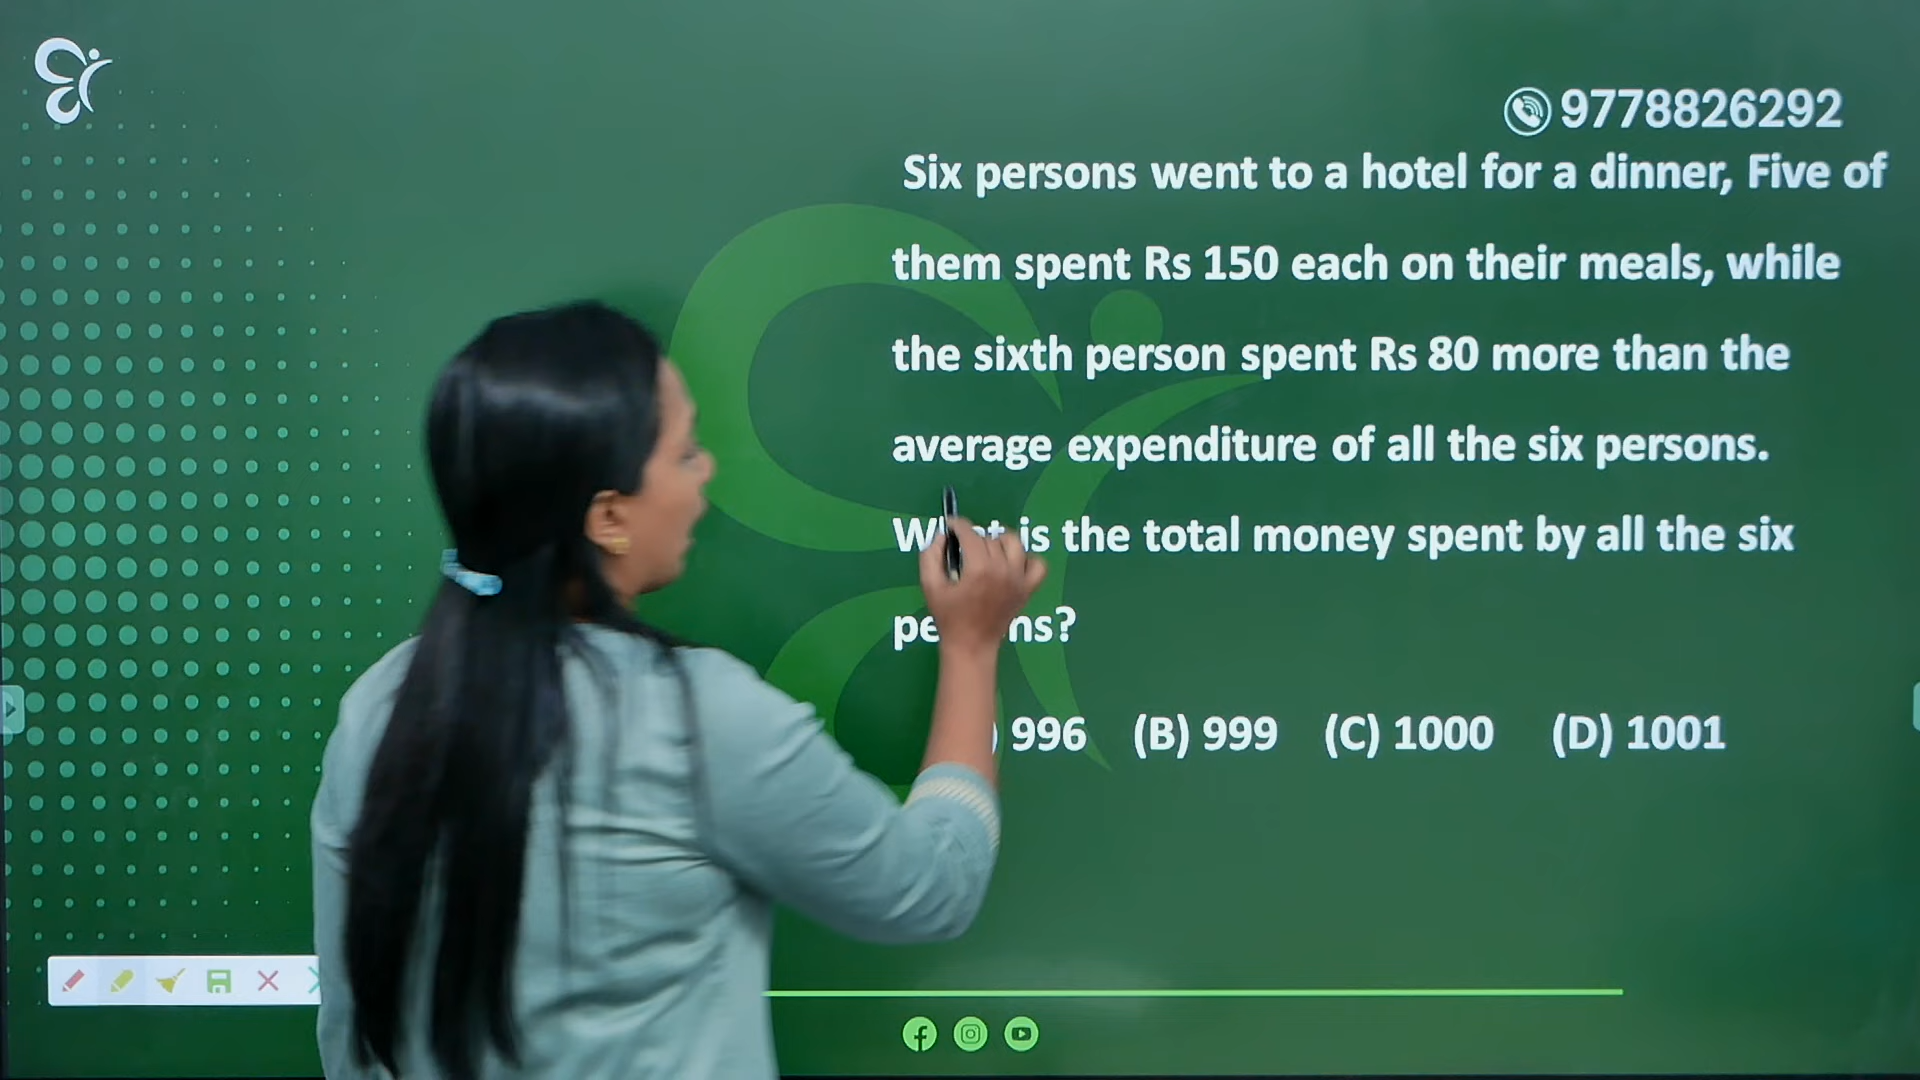 9778826292
Six persons went to a hotel for a dinner, Five of
them spent Rs 150 each on their meals, while
the sixth person spent Rs 80 more than the
average expenditure of all the six persons.
is the total money spent by all the six
) 996 (B) 999 (C) 1000 (D) 1001